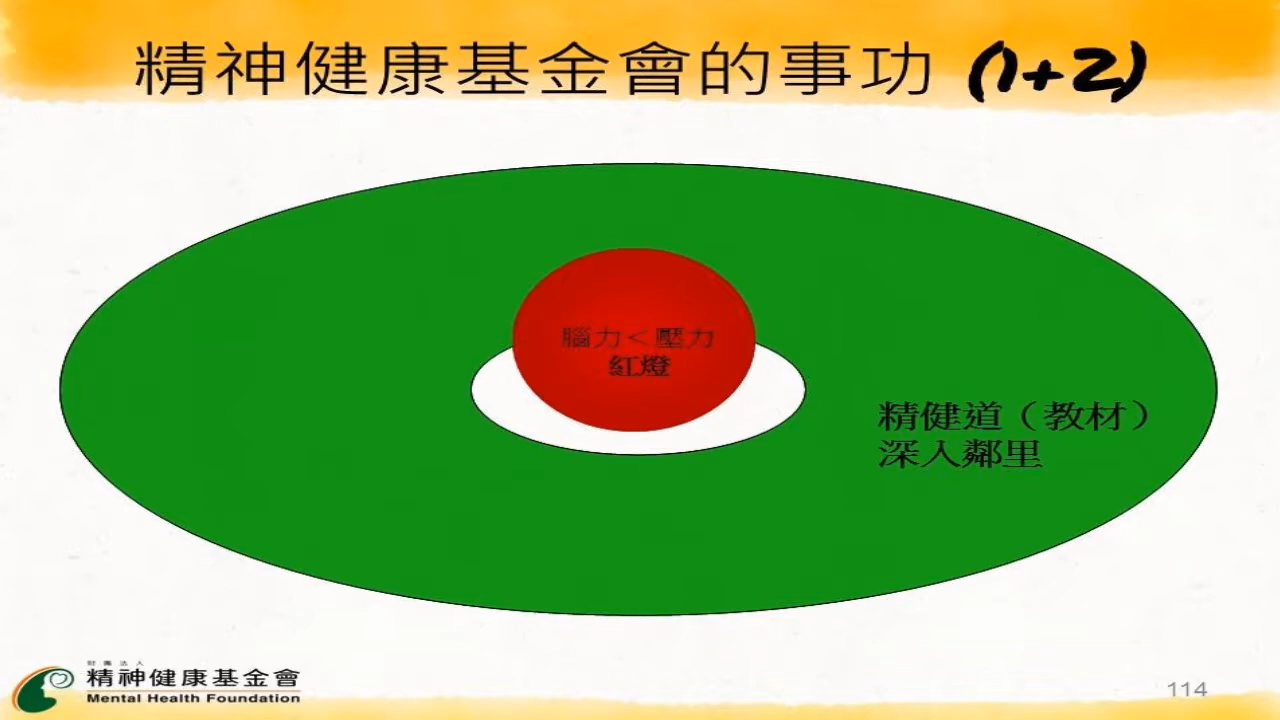 精神健康基金會的事功 (1+2)
腦力<壓力
紅燈
精健道（教材）
深入鄰里
財團法人
精神健康基金會
Mental Health Foundation
114